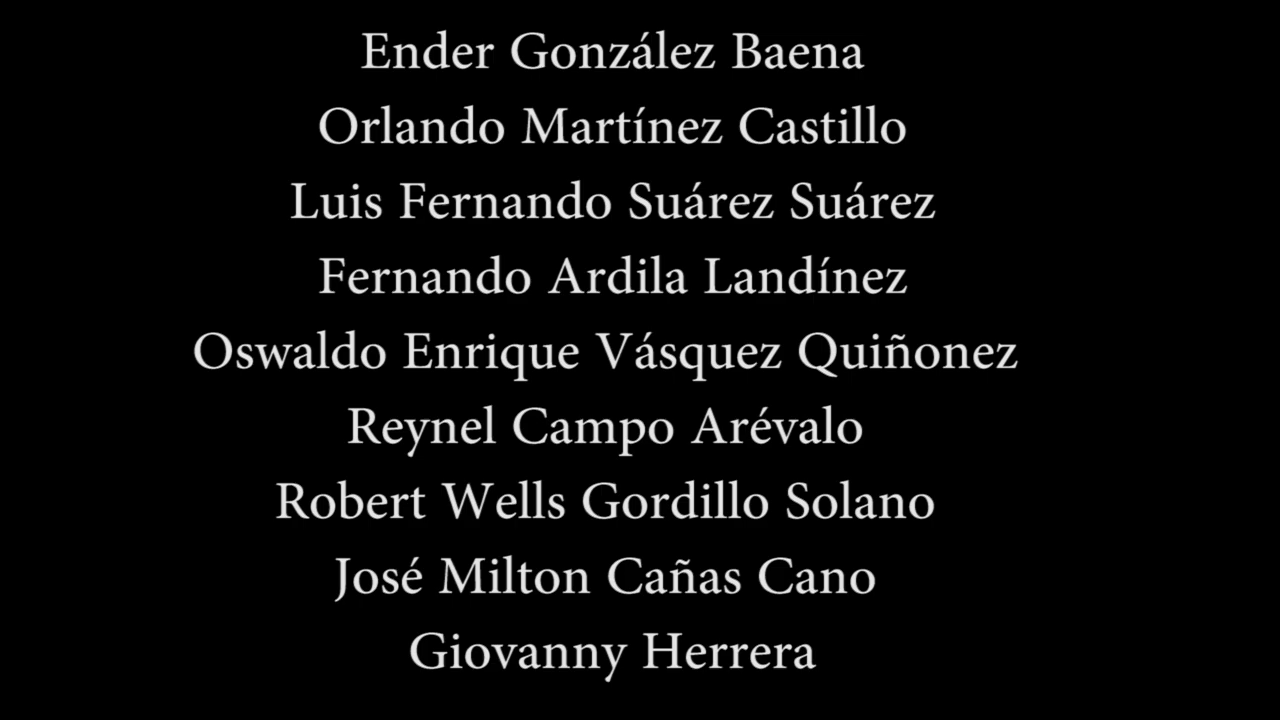 Ender González Baena
Orlando Martínez Castillo
Luis Fernando Suárez Suárez
Fernando Ardila Landínez
Oswaldo Enrique Vásquez Quiñonez
Reynel Campo Arévalo
Robert Wells Gordillo Solano
José Milton Cañas Cano
Giovanny Herrera